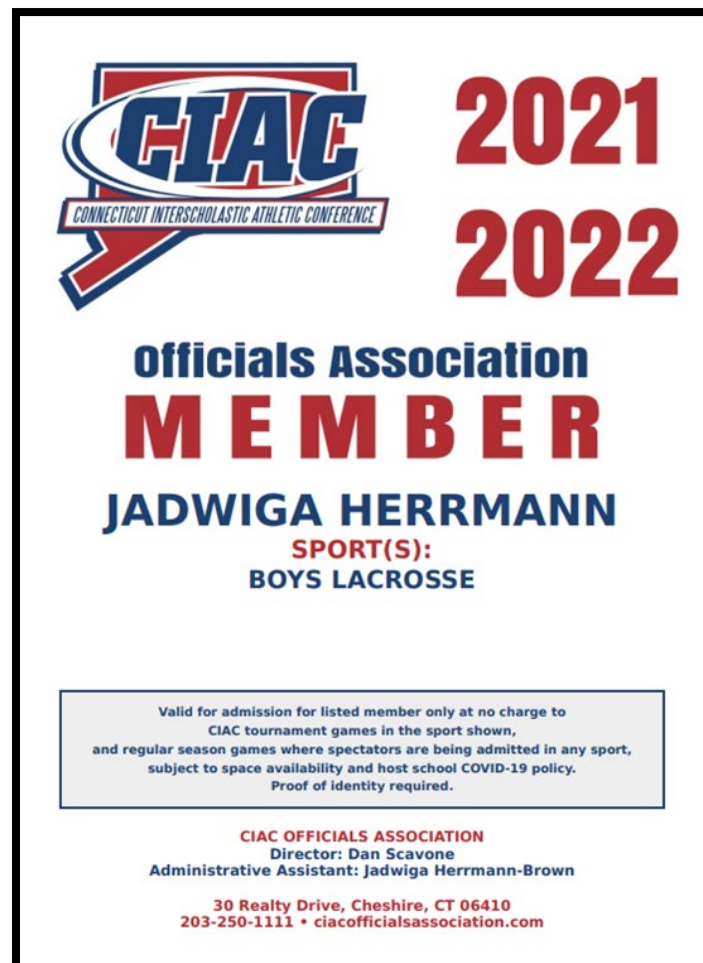 CIAC
CONNECTICUT INTERSCHOLASTIC ATHLETIC CONFERENCE
2021
2022
Officials Association
MEMBER
JADWIGA HERRMANN
SPORT(S):
BOYS LACROSSE
Valid for admission for listed member only at no charge to
CIAC tournament games in the sport shown,
and regular season games where spectators are being admitted in any sport,
subject to space availability and host school COVID-19 policy.
Proof of identity required.
CIAC OFFICIALS ASSOCIATION
Director: Dan Scavone
Administrative Assistant: Jadwiga Herrmann-Brown
30 Realty Drive, Cheshire, CT 06410
203-250-1111 • ciacofficialsassociation.com